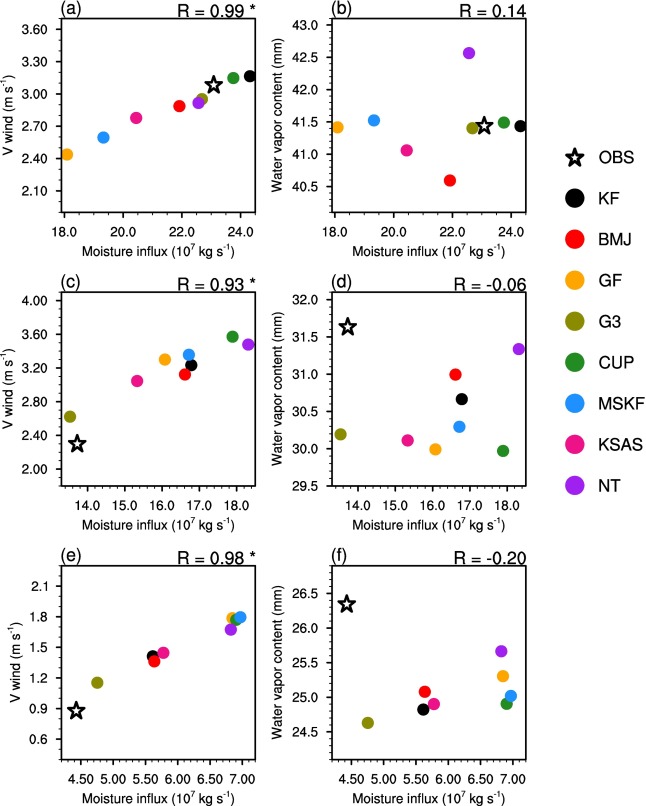 (a) R = 0.99 *
3.60
3.30
3.00
2.70
2.40
2.10
V wind (m s-1)
18.0 20.0 22.0 24.0
Moisture influx (10⁷ kg s-1)
(b) R = 0.14
43.0
42.5
42.0
41.5
41.0
40.5
Water vapor content (mm)
18.0 20.0 22.0 24.0
Moisture influx (10⁷ kg s-1)
(c) R = 0.93 *
4.00
3.60
3.20
2.80
2.40
2.00
V wind (m s-1)
14.0 15.0 16.0 17.0 18.0
Moisture influx (10⁷ kg s-1)
(d) R = -0.06
32.0
31.5
31.0
30.5
30.0
29.5
Water vapor content (mm)
14.0 15.0 16.0 17.0 18.0
Moisture influx (10⁷ kg s-1)
(e) R = 0.98 *
2.1
1.8
1.5
1.2
0.9
0.6
V wind (m s-1)
4.50 5.00 5.50 6.00 6.50 7.00
Moisture influx (10⁷ kg s-1)
(f) R = -0.20
26.5
26.0
25.5
25.0
24.5
Water vapor content (mm)
4.50 5.00 5.50 6.00 6.50 7.00
Moisture influx (10⁷ kg s-1)
OBS
KF
BMJ
GF
G3
CUP
MSKF
KSAS
NT